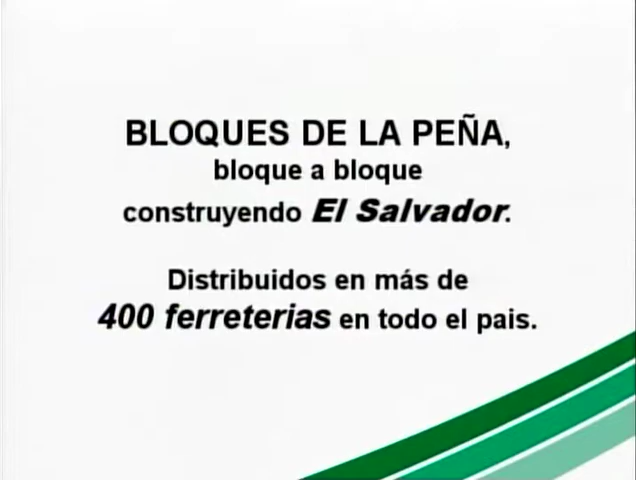 BLOQUES DE LA PEÑA,
bloque a bloque
construyendo El Salvador.
Distribuidos en más de
400 ferreterias en todo el pais.